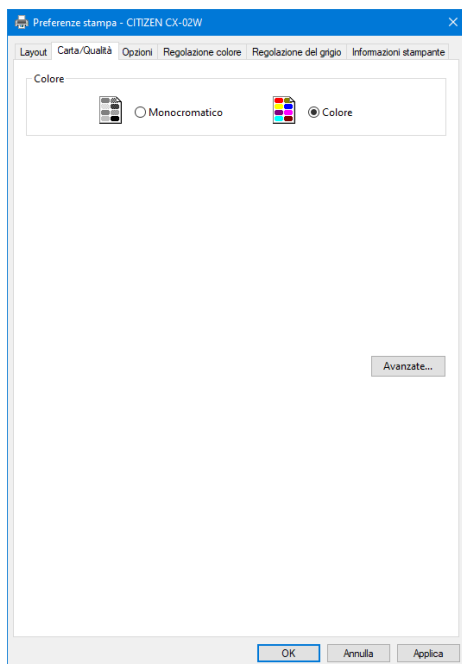 Preferenze stampa - CITIZEN CX-02W
Layout Carta/Qualità Opzioni Regolazione colore Regolazione del grigio Informazioni stampante
Colore
Monocromatico Colore
Avanzate...
OK Annulla Applica